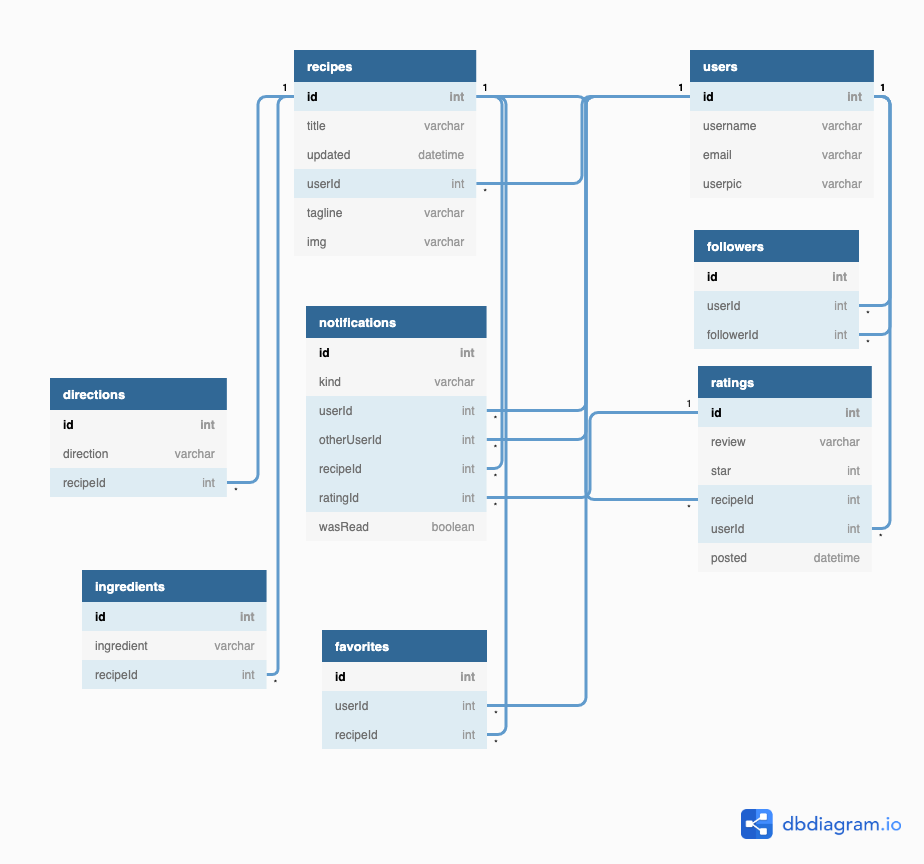 recipes
1 id int 1
title varchar
updated datetime
userId int
*
tagline varchar
img varchar
users
1 id int 1
username varchar
email varchar
userpic varchar
followers
id int
userId int
*
followerId int
*
notifications
id int
kind varchar
userId int
*
otherUserId int
*
recipeId int
*
ratingId int
*
wasRead boolean
ratings
1
id int
review varchar
star int
recipeId int
*
userId int
*
posted datetime
directions
id int
direction varchar
recipeId int
*
ingredients
id int
ingredient varchar
recipeId int
*
favorites
id int
userId int
*
recipeId int
*
dbdiagram.io